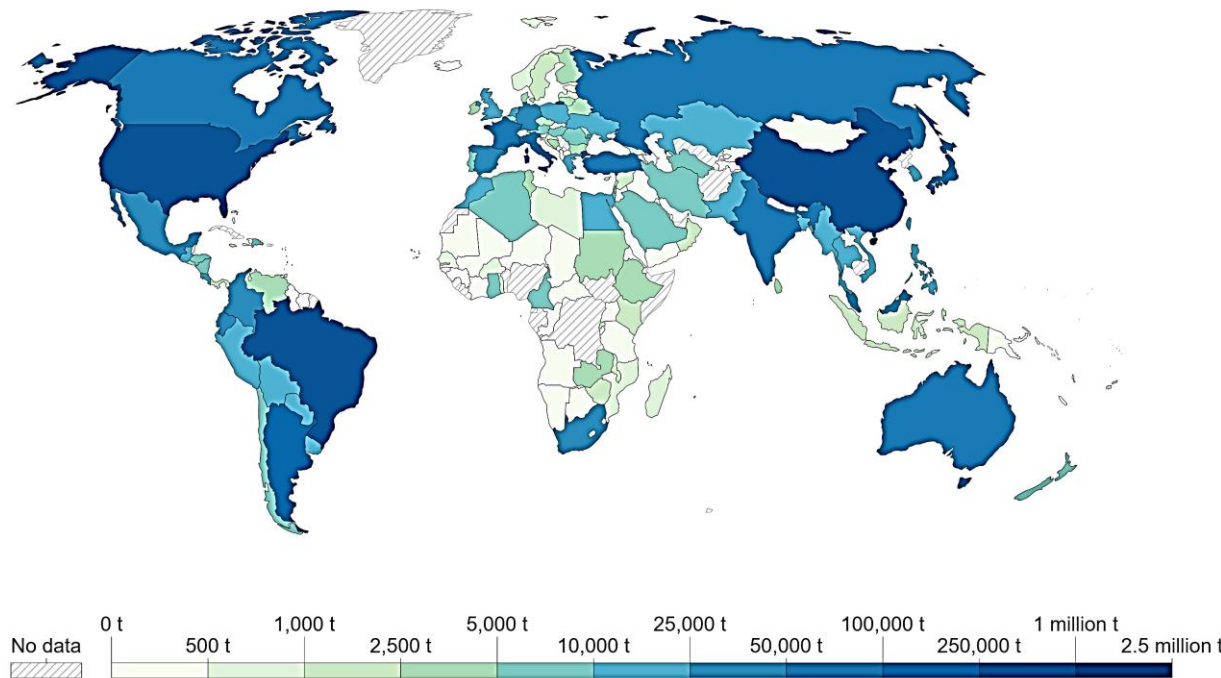 0 t
1,000 t
5,000 t
25,000 t
100,000 t
1 million t
No data
500 t
2,500 t
10,000 t
50,000 t
250,000 t
2.5 million t